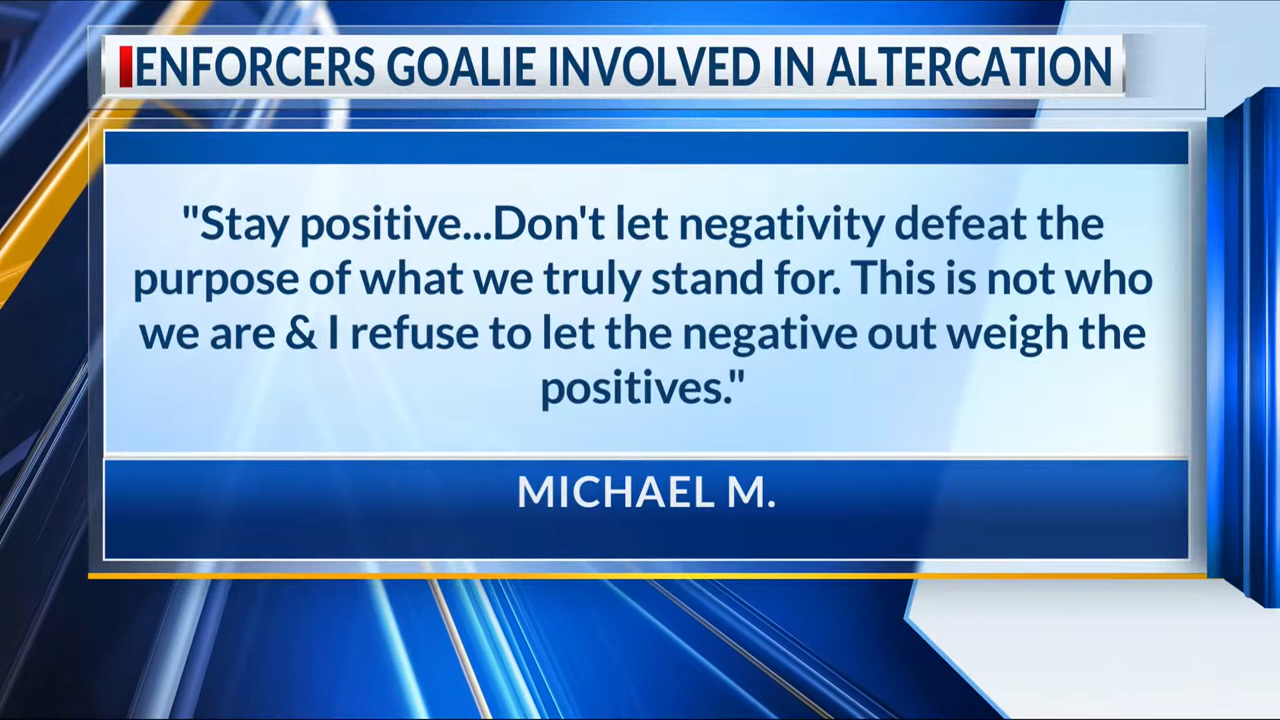 ENFORCERS GOALIE INVOLVED IN ALTERCATION
"Stay positive...Don't let negativity defeat the
purpose of what we truly stand for. This is not who
we are & I refuse to let the negative out weigh the
positives."
MICHAEL M.